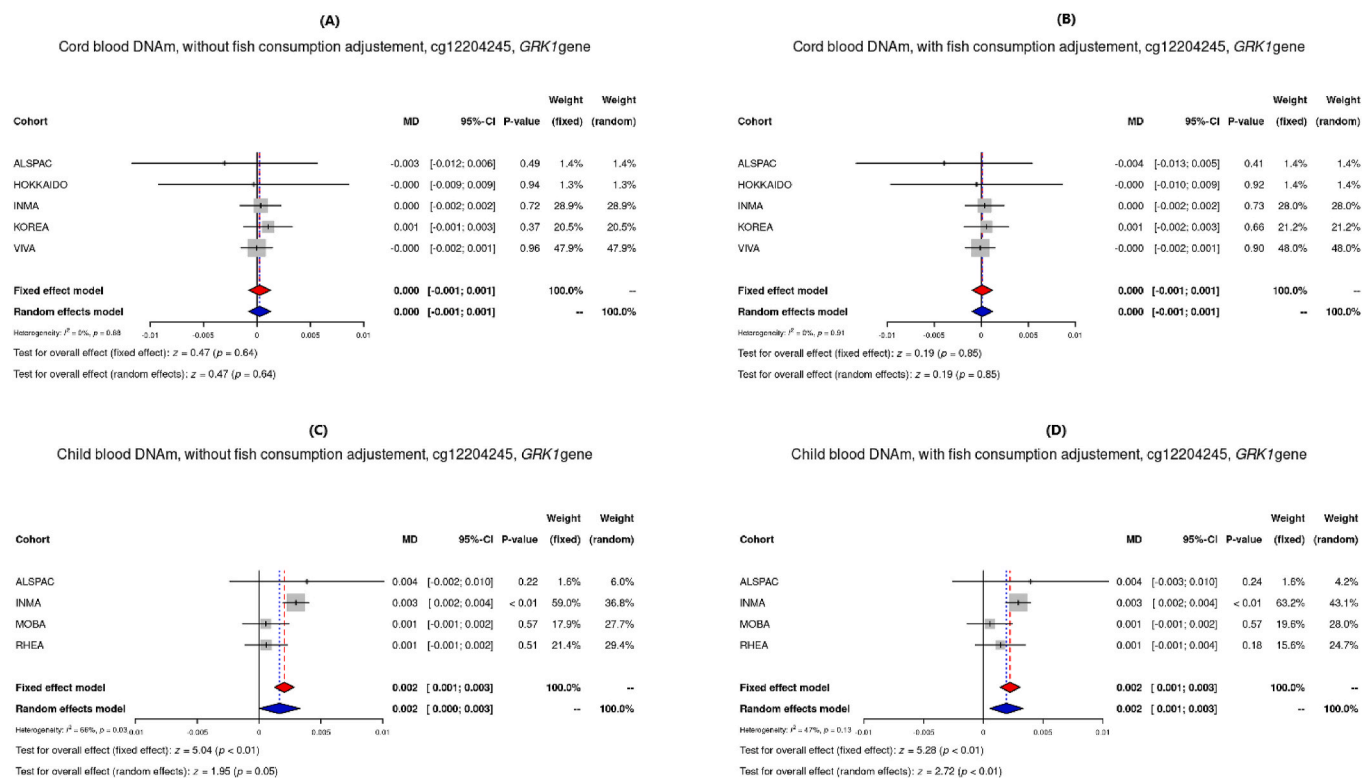 (A)
Cord blood DNAm, without fish consumption adjustement, cg12204245, GRK1gene
Weight Weight
Cohort MD 95%-CI P-value (fixed) (random)
ALSPAC -0.003 [-0.012; 0.006] 0.49 1.4% 1.4%
HOKKAIDO -0.000 [-0.009; 0.009] 0.94 1.3% 1.3%
INMA 0.000 [-0.002; 0.002] 0.72 28.9% 28.9%
KOREA 0.001 [-0.001; 0.003] 0.37 20.5% 20.5%
VIVA -0.000 [-0.002; 0.001] 0.96 47.9% 47.9%
Fixed effect model 0.000 [-0.001; 0.001] 100.0% --
Random effects model 0.000 [-0.001; 0.001] -- 100.0%
Heterogeneity: I² = 0%, p = 0.88
-0.01 -0.005 0 0.005 0.01
Test for overall effect (fixed effect): z = 0.47 (p = 0.64)
Test for overall effect (random effects): z = 0.47 (p = 0.64)
(B)
Cord blood DNAm, with fish consumption adjustement, cg12204245, GRK1gene
Weight Weight
Cohort MD 95%-CI P-value (fixed) (random)
ALSPAC -0.004 [-0.013; 0.005] 0.41 1.4% 1.4%
HOKKAIDO -0.000 [-0.010; 0.009] 0.92 1.4% 1.4%
INMA 0.000 [-0.002; 0.002] 0.73 28.0% 28.0%
KOREA 0.001 [-0.002; 0.003] 0.66 21.2% 21.2%
VIVA -0.000 [-0.002; 0.001] 0.90 48.0% 48.0%
Fixed effect model 0.000 [-0.001; 0.001] 100.0% --
Random effects model 0.000 [-0.001; 0.001] -- 100.0%
Heterogeneity: I² = 0%, p = 0.91
-0.01 -0.005 0 0.005 0.01
Test for overall effect (fixed effect): z = 0.19 (p = 0.85)
Test for overall effect (random effects): z = 0.19 (p = 0.85)
(C)
Child blood DNAm, without fish consumption adjustement, cg12204245, GRK1gene
Weight Weight
Cohort MD 95%-CI P-value (fixed) (random)
ALSPAC 0.004 [-0.002; 0.010] 0.22 1.6% 6.0%
INMA 0.003 [ 0.002; 0.004] < 0.01 59.0% 36.8%
MOBA 0.001 [-0.001; 0.002] 0.57 17.9% 27.7%
RHEA 0.001 [-0.001; 0.002] 0.51 21.4% 29.4%
Fixed effect model 0.002 [ 0.001; 0.003] 100.0% --
Random effects model 0.002 [ 0.000; 0.003] -- 100.0%
Heterogeneity: I² = 66%, p = 0.03
-0.01 -0.005 0 0.005 0.01
Test for overall effect (fixed effect): z = 5.04 (p < 0.01)
Test for overall effect (random effects): z = 1.95 (p = 0.05)
(D)
Child blood DNAm, with fish consumption adjustement, cg12204245, GRK1gene
Weight Weight
Cohort MD 95%-CI P-value (fixed) (random)
ALSPAC 0.004 [-0.003; 0.010] 0.24 1.6% 4.2%
INMA 0.003 [ 0.002; 0.004] < 0.01 63.2% 43.1%
MOBA 0.001 [-0.001; 0.002] 0.57 19.6% 28.0%
RHEA 0.001 [-0.001; 0.004] 0.18 15.6% 24.7%
Fixed effect model 0.002 [0.001; 0.003] 100.0% --
Random effects model 0.002 [0.001; 0.003] -- 100.0%
Heterogeneity: I² = 47%, p = 0.13
-0.01 -0.005 0 0.005 0.01
Test for overall effect (fixed effect): z = 5.28 (p < 0.01)
Test for overall effect (random effects): z = 2.72 (p < 0.01)